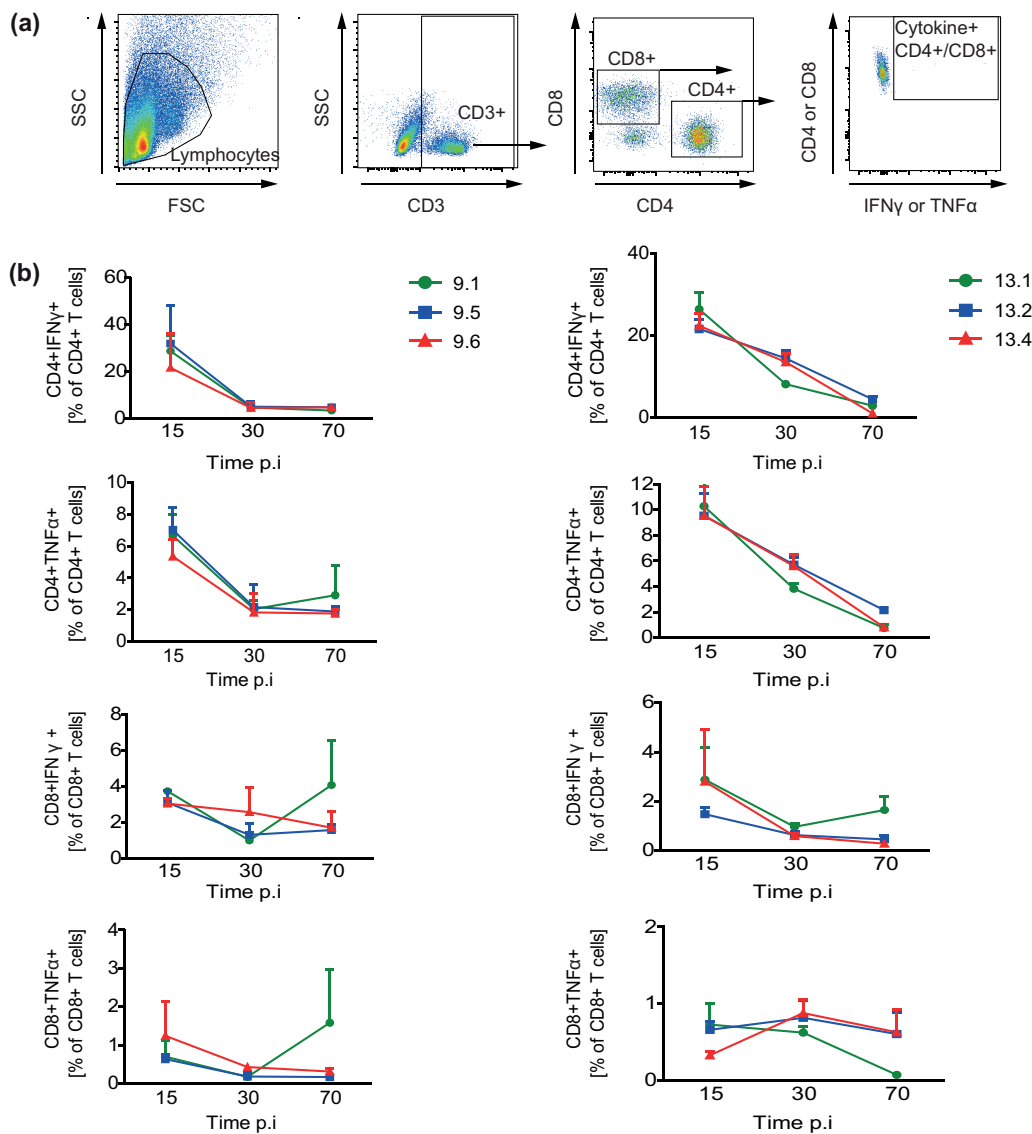 (a)
SSC
Lymphocytes
FSC
SSC
CD3+
CD3
CD8
CD8+
CD4+
CD4
CD4 or CD8
Cytokine+
CD4+/CD8+
IFNγ or TNFα
(b)
CD4+IFNγ+
[% of CD4+ T cells]
60
40
20
0
15 30 70
Time p.i
9.1
9.5
9.6
CD4+IFNγ+
[% of CD4+ T cells]
40
20
0
15 30 70
Time p.i
13.1
13.2
13.4
CD4+TNFα+
[% of CD4+ T cells]
10
8
6
4
2
0
15 30 70
Time p.i
CD4+TNFα+
[% of CD4+ T cells]
12
10
8
6
4
2
0
15 30 70
Time p.i
CD8+IFN γ +
[% of CD8+ T cells]
8
6
4
2
0
15 30 70
Time p.i
CD8+IFN γ +
[% of CD8+ T cells]
6
4
2
0
15 30 70
Time p.i
CD8+TNFα+
[% of CD8+ T cells]
4
3
2
1
0
15 30 70
Time p.i
CD8+TNFα+
[% of CD8+ T cells]
2
1
0
15 30 70
Time p.i